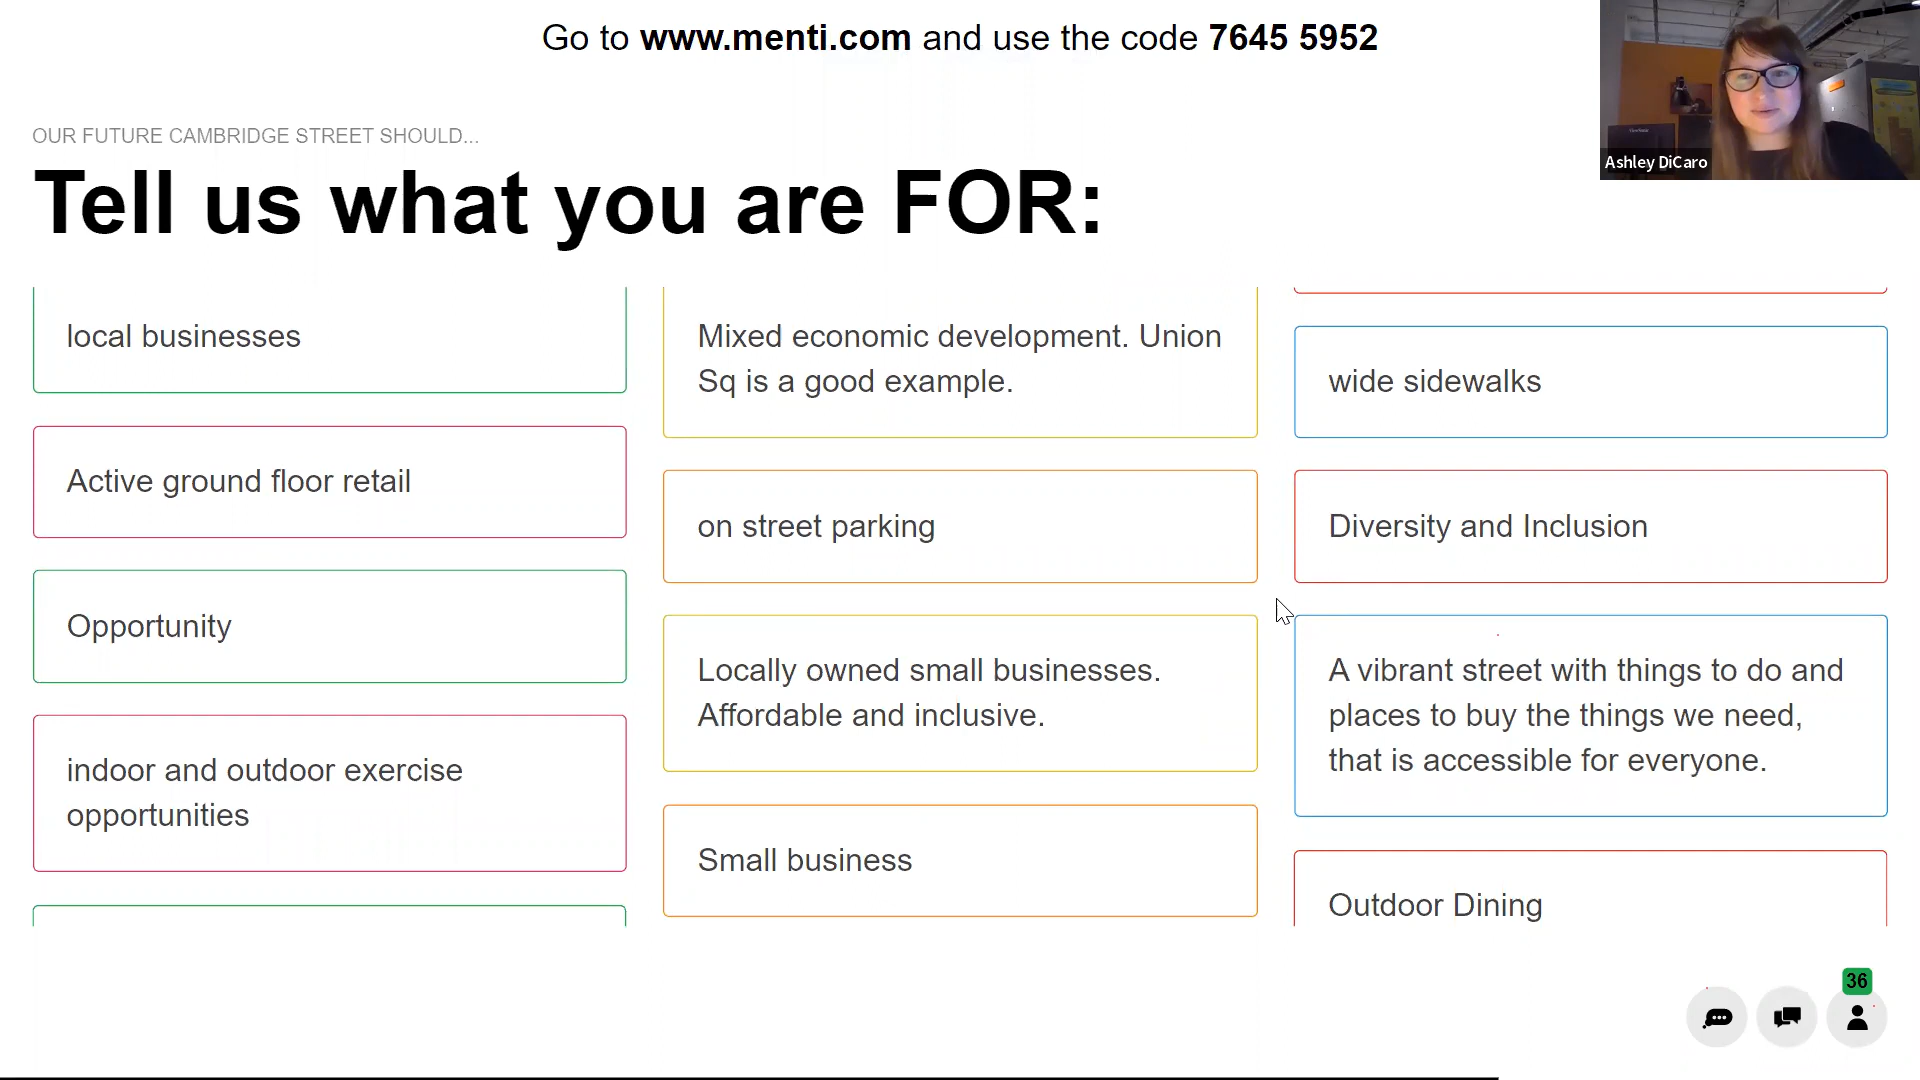 Go to www.menti.com and use the code 7645 5952
Ashley DiCaro
OUR FUTURE CAMBRIDGE STREET SHOULD...
Tell us what you are FOR:
local businesses
Active ground floor retail
Opportunity
indoor and outdoor exercise
opportunities
Mixed economic development. Union
Sq is a good example.
on street parking
Locally owned small businesses.
Affordable and inclusive.
Small business
wide sidewalks
Diversity and Inclusion
A vibrant street with things to do and
places to buy the things we need,
that is accessible for everyone.
Outdoor Dining
36